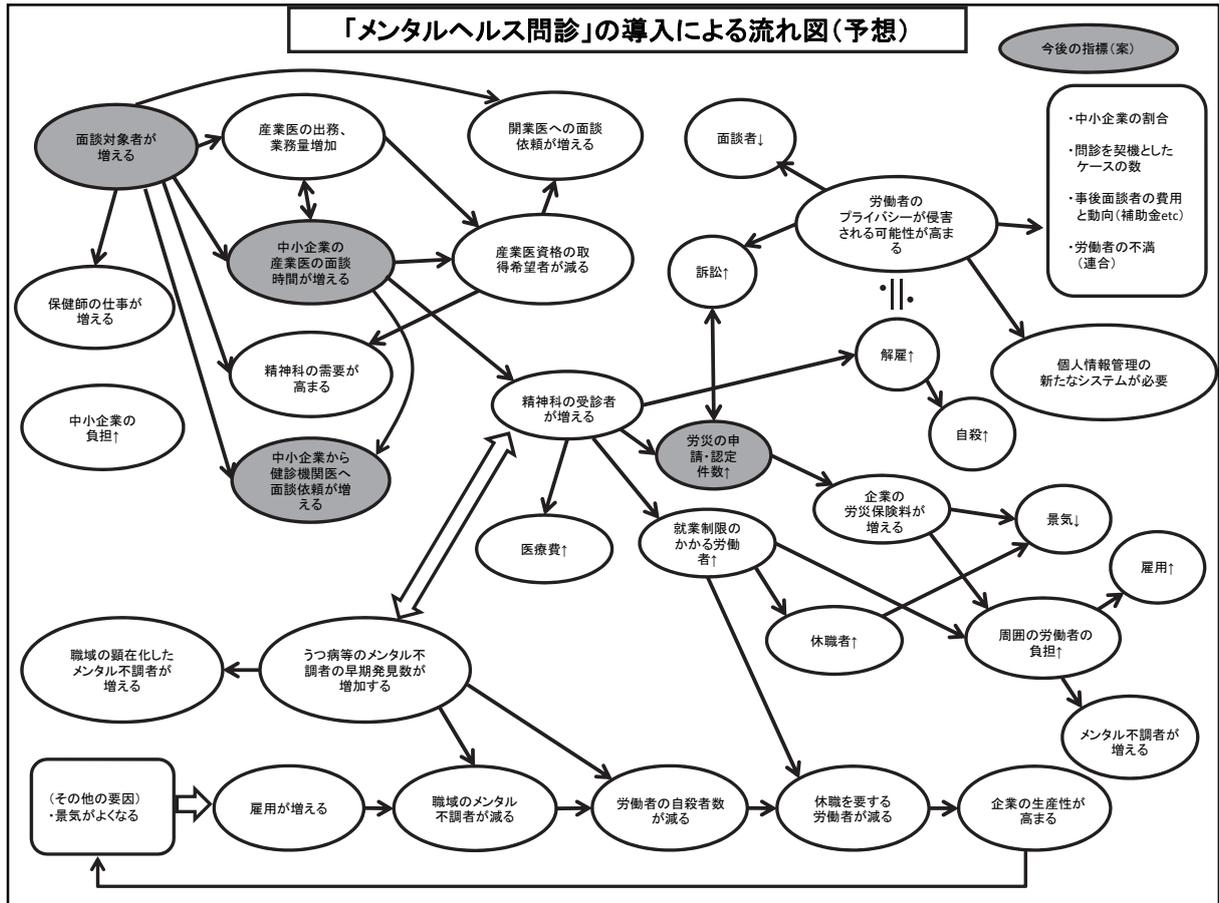 「メンタルヘルス問診」の導入による流れ図(予想)
今後の指標(案)
面談対象者が
増える
産業医の出務、
業務量増加
開業医への面談
依頼が増える
面談者↓
・中小企業の割合
・問診を契機とした
ケースの数
・事後面談者の費用
と動向(補助金etc)
・労働者の不満
(連合)
労働者の
プライバシーが侵害
される可能性が高ま
る
中小企業の
産業医の面談
時間が増える
産業医資格の取
得希望者が減る
訴訟↑
保健師の仕事が
増える
解雇↑
個人情報管理の
新たなシステムが必要
精神科の需要が
高まる
精神科の受診者
が増える
中小企業の
負担↑
自殺↑
中小企業から
健診機関医へ
面談依頼が増
える
労災の申
請・認定
件数↑
企業の
労災保険料が
増える
景気↓
医療費↑
就業制限の
かかる労働
者↑
雇用↑
休職者↑
周囲の労働者の
負担↑
職域の顕在化した
メンタル不調者が
増える
うつ病等のメンタル不
調者の早期発見数が
増加する
メンタル不調者が
増える
(その他の要因)
・景気がよくなる
雇用が増える
職域のメンタル
不調者が減る
労働者の自殺者数
が減る
休職を要する
労働者が減る
企業の生産性が
高まる